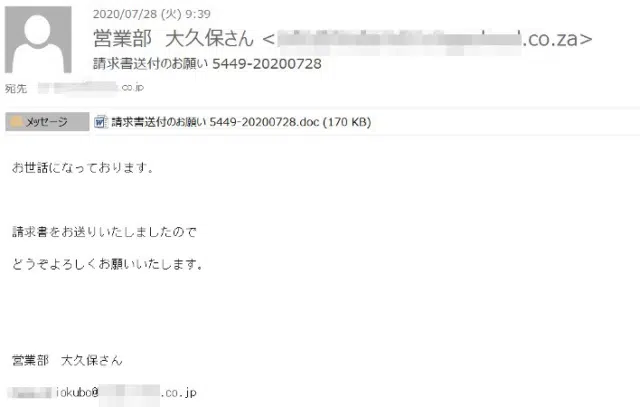 2020/07/28 (火) 9:39
営業部　大久保さん < .co.za>
請求書送付のお願い 5449-20200728
宛先 .co.jp
メッセージ 請求書送付のお願い 5449-20200728.doc (170 KB)
お世話になっております。
請求書をお送りいたしましたので
どうぞよろしくお願いいたします。
営業部　大久保さん
iokubo@ .co.jp